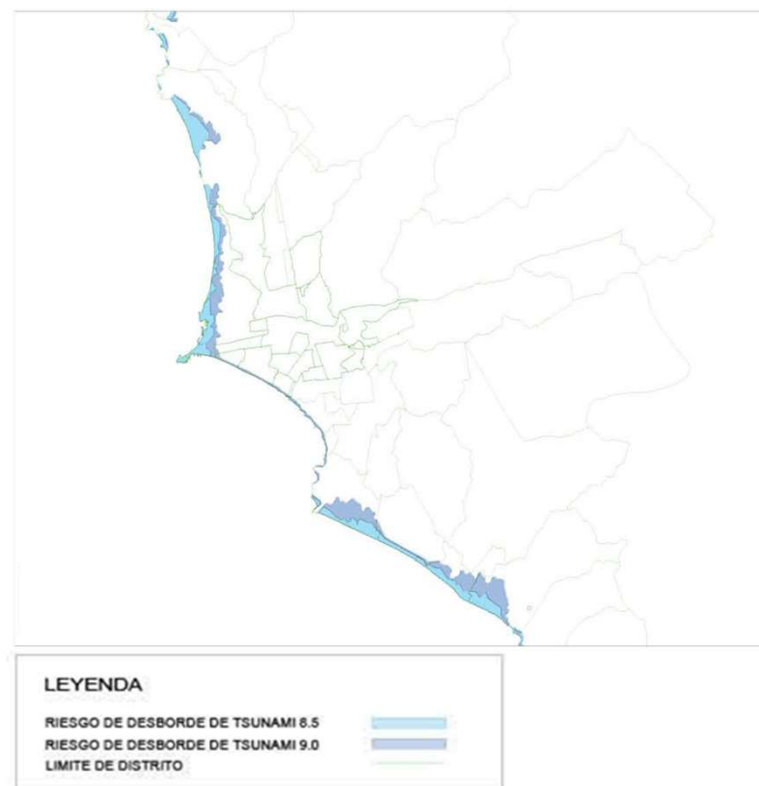 LEYENDA
RIESGO DE DESBORDE DE TSUNAMI 8.5
RIESGO DE DESBORDE DE TSUNAMI 9.0
LIMITE DE DISTRITO